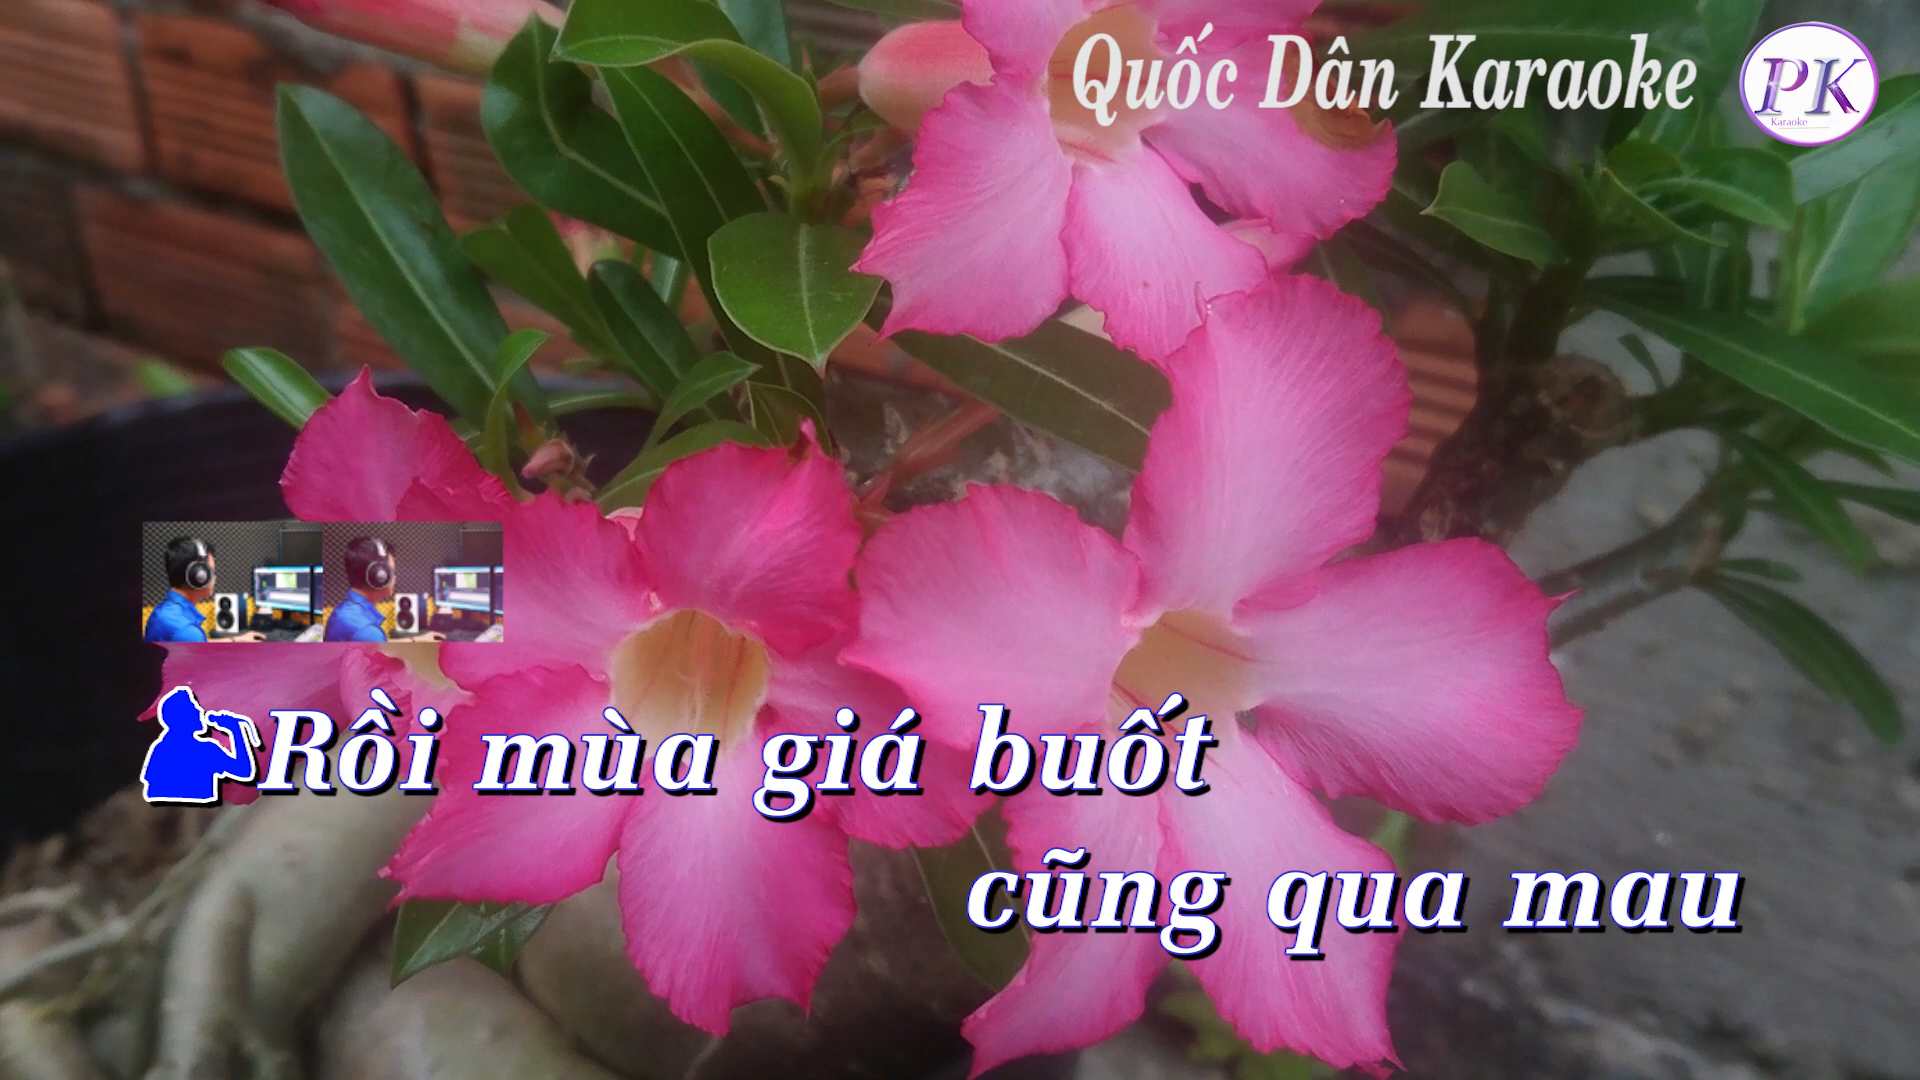 Quốc Dân Karaoke
PK
Karaoke
Rồi mùa giá buốt
cũng qua mau